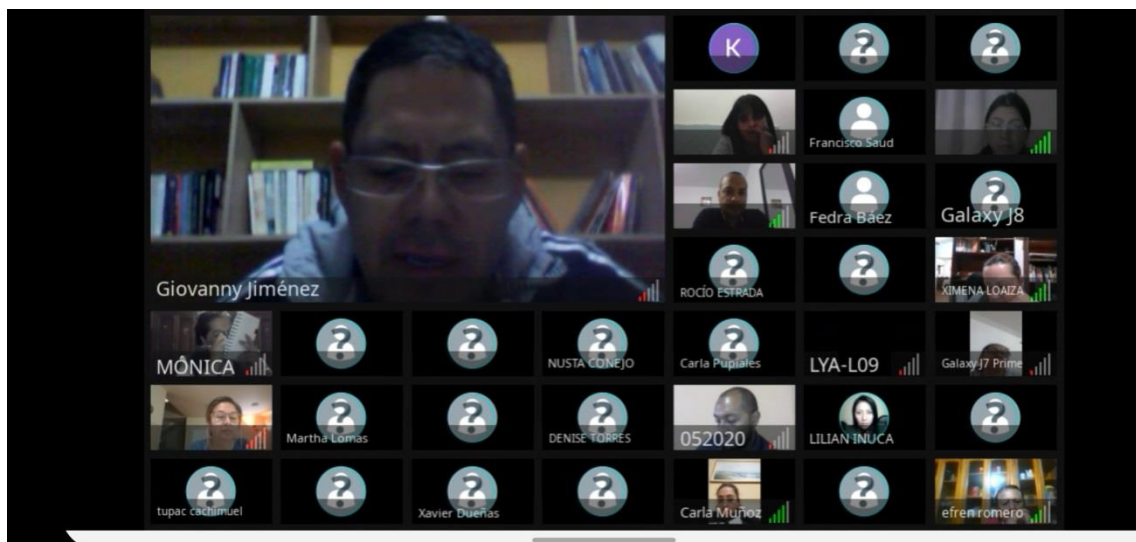 K
Francisco Saud
Fedra Báez
Galaxy J8
Giovanny Jiménez
ROCÍO ESTRADA
XIMENA LOAIZA
MÓNICA
NUSTA CONEJO
Carla Pupiales
LYA-L09
Galaxy J7 Prime
Martha Lomas
DENISE TORRES
052020
LILIAN INUCA
tupac cachimuel
Xavier Dueñas
Carla Muñoz
efren romero